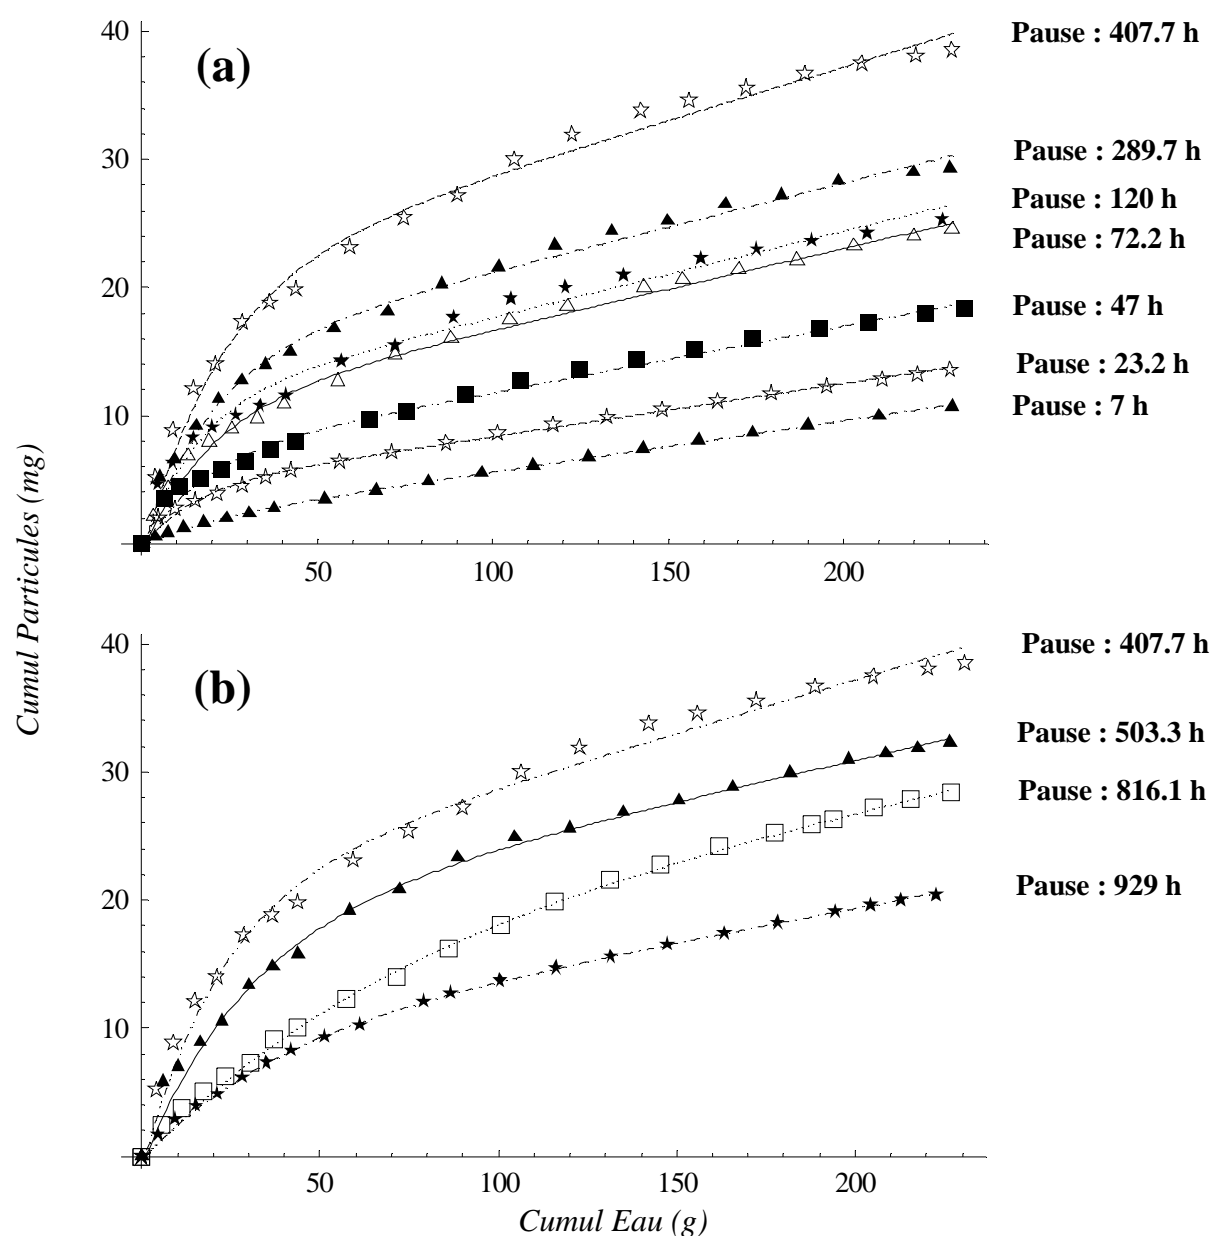 40
Pause : 407.7 h
(a)
30
Pause : 289.7 h
Pause : 120 h
20
Pause : 72.2 h
Pause : 47 h
Pause : 23.2 h
10
Pause : 7 h
50
100
150
200
Cumul Particules (mg)
40
Pause : 407.7 h
(b)
30
Pause : 503.3 h
Pause : 816.1 h
20
Pause : 929 h
10
50
100
150
200
Cumul Eau (g)